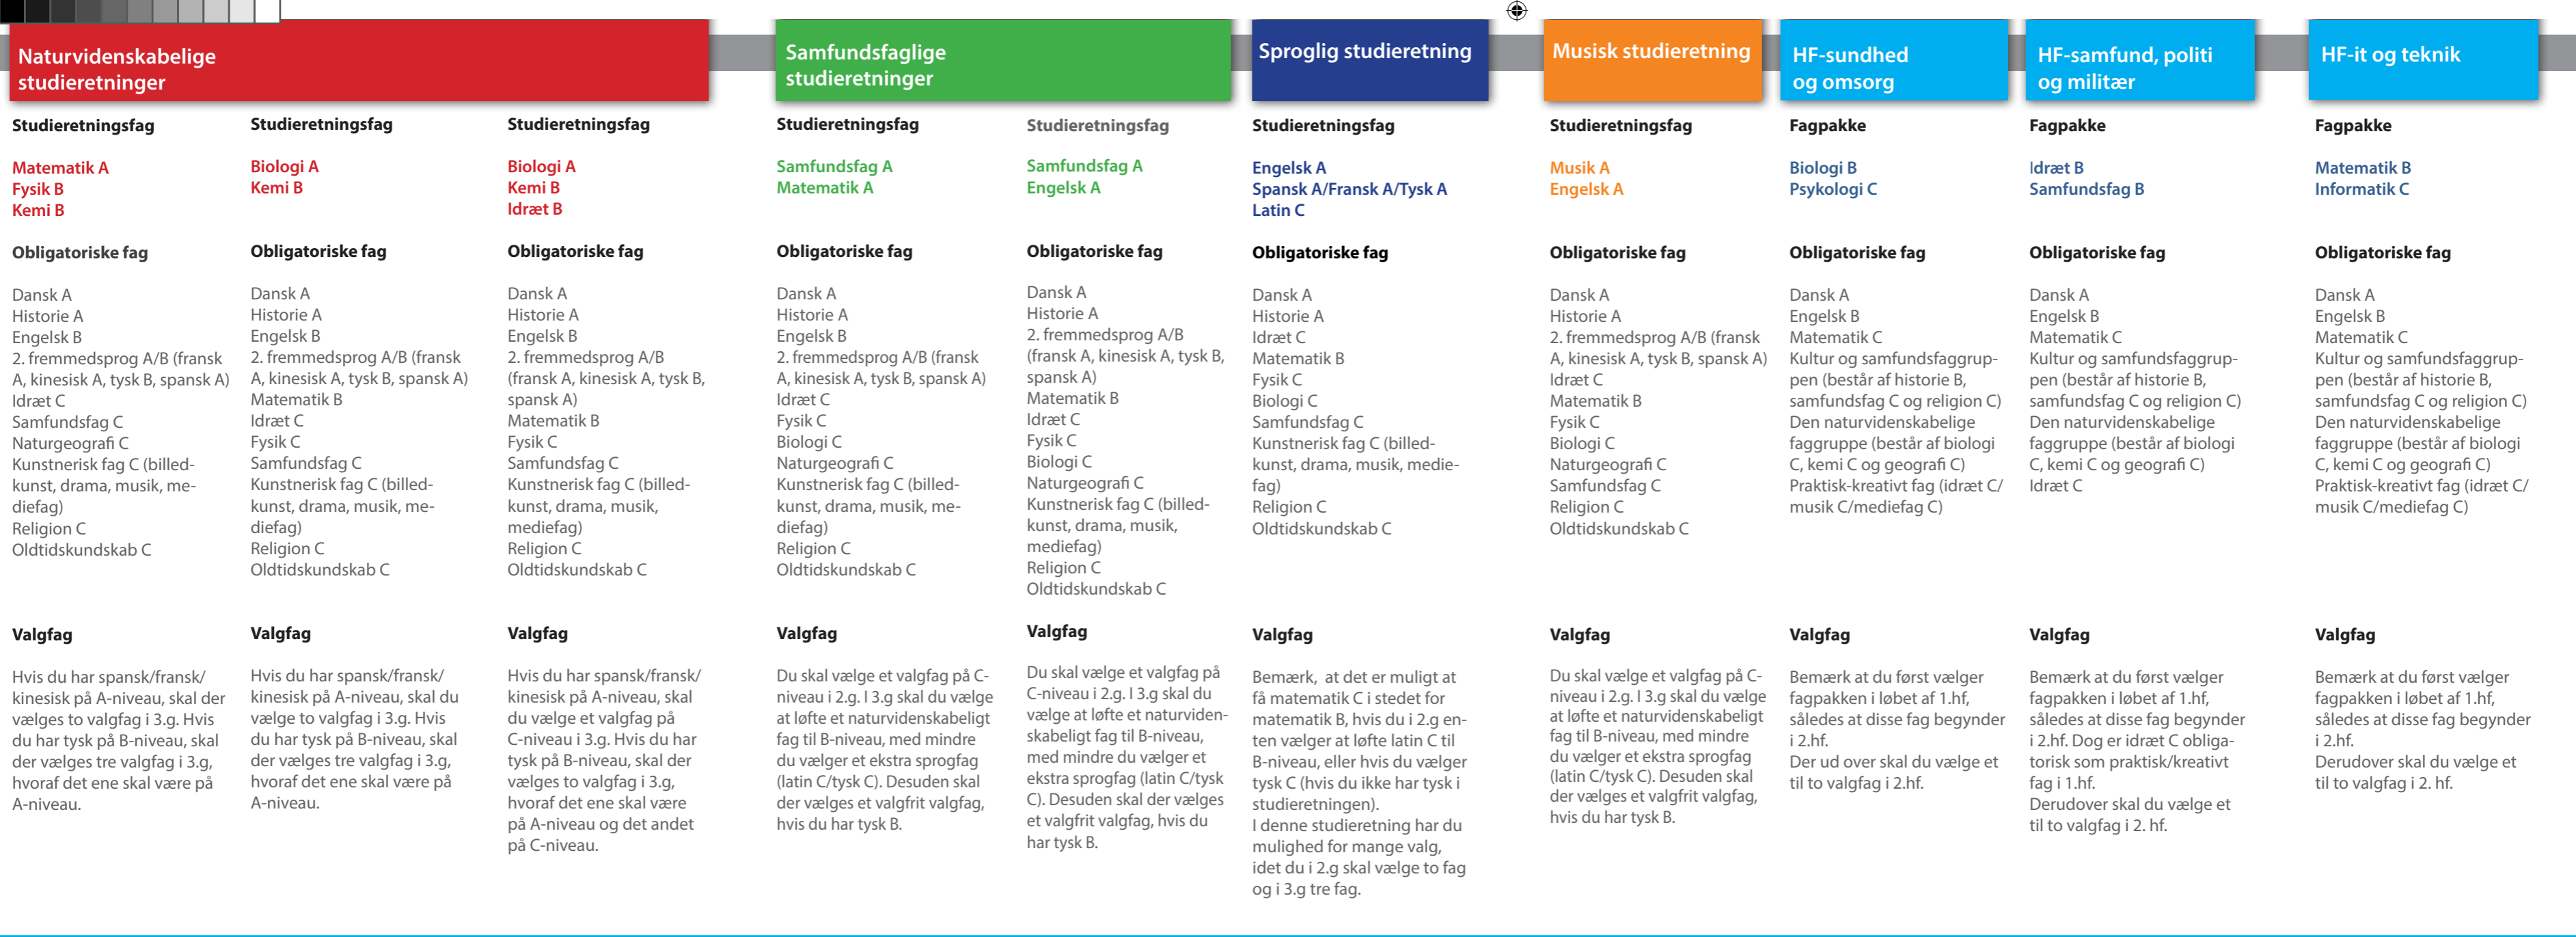 Naturvidenskabelige
studieretninger
Studieretningsfag
Matematik A
Fysik B
Kemi B
Obligatoriske fag
Dansk A
Historie A
Engelsk B
2. fremmedsprog A/B (fransk
A, kinesisk A, tysk B, spansk A)
Idræt C
Samfundsfag C
Naturgeografi C
Kunstnerisk fag C (billed-
kunst, drama, musik, me-
diefag)
Religion C
Oldtidskundskab C
Valgfag
Hvis du har spansk/fransk/
kinesisk på A-niveau, skal der
vælges to valgfag i 3.g. Hvis
du har tysk på B-niveau, skal
der vælges tre valgfag i 3.g,
hvoraf det ene skal være på
A-niveau.
Studieretningsfag
Biologi A
Kemi B
Obligatoriske fag
Dansk A
Historie A
Engelsk B
2. fremmedsprog A/B (fransk
A, kinesisk A, tysk B, spansk A)
Matematik B
Idræt C
Fysik C
Samfundsfag C
Kunstnerisk fag C (billed-
kunst, drama, musik, me-
diefag)
Religion C
Oldtidskundskab C
Valgfag
Hvis du har spansk/fransk/
kinesisk på A-niveau, skal du
vælge to valgfag i 3.g. Hvis
du har tysk på B-niveau, skal
der vælges tre valgfag i 3.g,
hvoraf det ene skal være på
A-niveau.
Studieretningsfag
Biologi A
Kemi B
Idræt B
Obligatoriske fag
Dansk A
Historie A
Engelsk B
2. fremmedsprog A/B
(fransk A, kinesisk A, tysk B,
spansk A)
Matematik B
Fysik C
Samfundsfag C
Kunstnerisk fag C (billed-
kunst, drama, musik,
mediefag)
Religion C
Oldtidskundskab C
Valgfag
Hvis du har spansk/fransk/
kinesisk på A-niveau, skal
du vælge et valgfag på
C-niveau i 3.g. Hvis du har
tysk på B-niveau, skal der
vælges to valgfag i 3.g,
hvoraf det ene skal være
på A-niveau og det andet
på C-niveau.
Samfundsfaglige
studieretninger
Studieretningsfag
Samfundsfag A
Matematik A
Obligatoriske fag
Dansk A
Historie A
Engelsk B
2. fremmedsprog A/B (fransk
A, kinesisk A, tysk B, spansk A)
Idræt C
Fysik C
Biologi C
Naturgeografi C
Kunstnerisk fag C (billed-
kunst, drama, musik, me-
diefag)
Religion C
Oldtidskundskab C
Valgfag
Du skal vælge et valgfag på C-
niveau i 2.g. I 3.g skal du vælge
at løfte et naturvidenskabeligt
fag til B-niveau, med mindre
du vælger et ekstra sprogfag
(latin C/tysk C). Desuden skal
der vælges et valgfrit valgfag,
hvis du har tysk B.
Studieretningsfag
Samfundsfag A
Engelsk A
Obligatoriske fag
Dansk A
Historie A
2. fremmedsprog A/B
(fransk A, kinesisk A, tysk B,
spansk A)
Matematik B
Idræt C
Fysik C
Biologi C
Naturgeografi C
Kunstnerisk fag C (billed-
kunst, drama, musik,
mediefag)
Religion C
Oldtidskundskab C
Valgfag
Du skal vælge et valgfag på
C-niveau i 2.g. I 3.g skal du
vælge at løfte et naturviden-
skabeligt fag til B-niveau,
med mindre du vælger et
ekstra sprogfag (latin C/tysk
C). Desuden skal der vælges
et valgfrit valgfag, hvis du
har tysk B.
Sproglig studieretning
Studieretningsfag
Engelsk A
Spansk A/Fransk A/Tysk A
Latin C
Obligatoriske fag
Dansk A
Historie A
Idræt C
Matematik B
Fysik C
Biologi C
Samfundsfag C
Kunstnerisk fag C (billed-
kunst, drama, musik, medie-
fag)
Religion C
Oldtidskundskab C
Valgfag
Bemærk, at det er muligt at
få matematik C i stedet for
matematik B, hvis du i 2.g en-
ten vælger at løfte latin C til
B-niveau, eller hvis du vælger
tysk C (hvis du ikke har tysk i
studieretningen).
I denne studieretning har du
mulighed for mange valg,
idet du i 2.g skal vælge to fag
og i 3.g tre fag.
Musisk studieretning
Studieretningsfag
Musik A
Engelsk A
Obligatoriske fag
Dansk A
Historie A
2. fremmedsprog A/B (fransk
A, kinesisk A, tysk B, spansk A)
Idræt C
Matematik B
Fysik C
Biologi C
Naturgeografi C
Samfundsfag C
Religion C
Oldtidskundskab C
Valgfag
Du skal vælge et valgfag på C-
niveau i 2.g. I 3.g skal du vælge
at løfte et naturvidenskabeligt
fag til B-niveau, med mindre
du vælger et ekstra sprogfag
(latin C/tysk C). Desuden skal
der vælges et valgfrit valgfag,
hvis du har tysk B.
HF-sundhed
og omsorg
Fagpakke
Biologi B
Psykologi C
Obligatoriske fag
Dansk A
Engelsk B
Matematik C
Kultur og samfundsfaggrup-
pen (består af historie B,
samfundsfag C og religion C)
Den naturvidenskabelige
faggruppe (består af biologi
C, kemi C og geografi C)
Praktisk-kreativt fag (idræt C/
musik C/mediefag C)
Valgfag
Bemærk at du først vælger
fagpakken i løbet af 1.hf,
således at disse fag begynder
i 2.hf.
Der ud over skal du vælge et
til to valgfag i 2.hf.
HF-samfund, politi
og militær
Fagpakke
Idræt B
Samfundsfag B
Obligatoriske fag
Dansk A
Engelsk B
Matematik C
Kultur og samfundsfaggrup-
pen (består af historie B,
samfundsfag C og religion C)
Den naturvidenskabelige
faggruppe (består af biologi
C, kemi C og geografi C)
Idræt C
Valgfag
Bemærk at du først vælger
fagpakken i løbet af 1.hf,
således at disse fag begynder
i 2.hf. Dog er idræt C obliga-
torisk som praktisk/kreativt
fag i 1.hf.
Derudover skal du vælge et
til to valgfag i 2. hf.
HF-it og teknik
Fagpakke
Matematik B
Informatik C
Obligatoriske fag
Dansk A
Engelsk B
Matematik C
Kultur og samfundsfaggrup-
pen (består af historie B,
samfundsfag C og religion C)
Den naturvidenskabelige
faggruppe (består af biologi
C, kemi C og geografi C)
Praktisk-kreativt fag (idræt C/
musik C/mediefag C)
Valgfag
Bemærk at du først vælger
fagpakken i løbet af 1.hf,
således at disse fag begynder
i 2.hf.
Derudover skal du vælge et
til to valgfag i 2. hf.